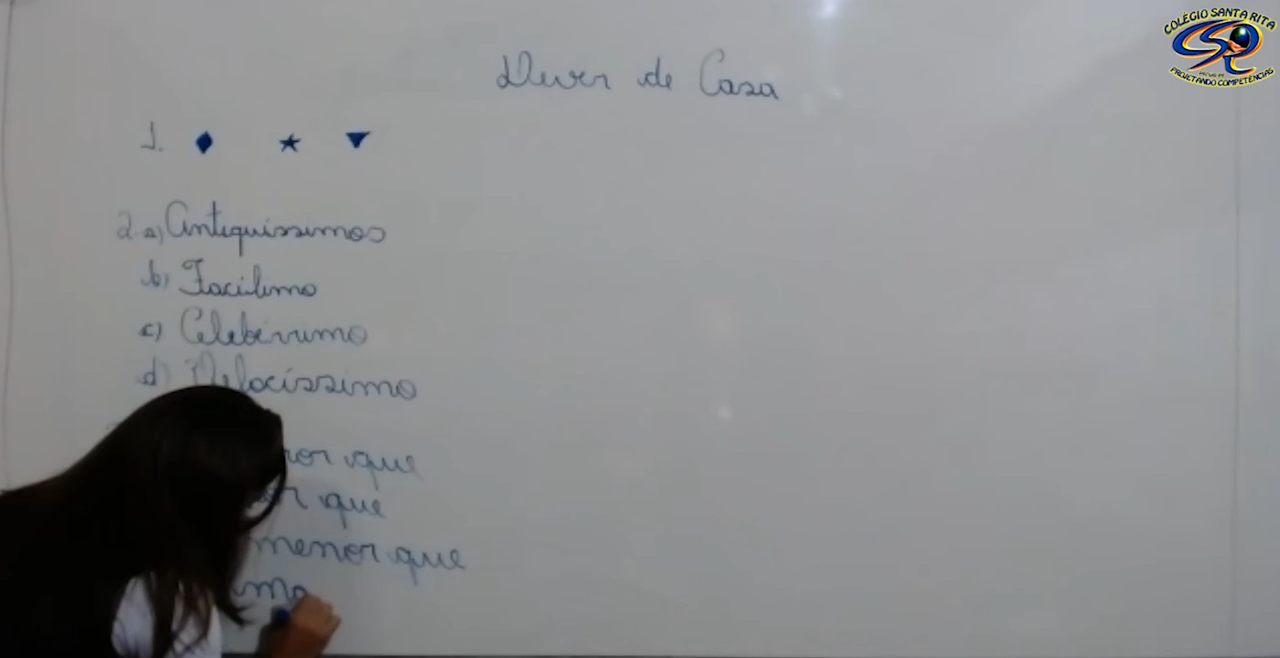 COLÉGIO SANTA RITA
PROJETANDO COMPETÊNCIAS
Dever de Casa
1. ♦ ★ ▼
2. a) Antiquíssimos
b) Facílimo
c) Celebérrimo
d) Velocíssimo
que
que
menor que